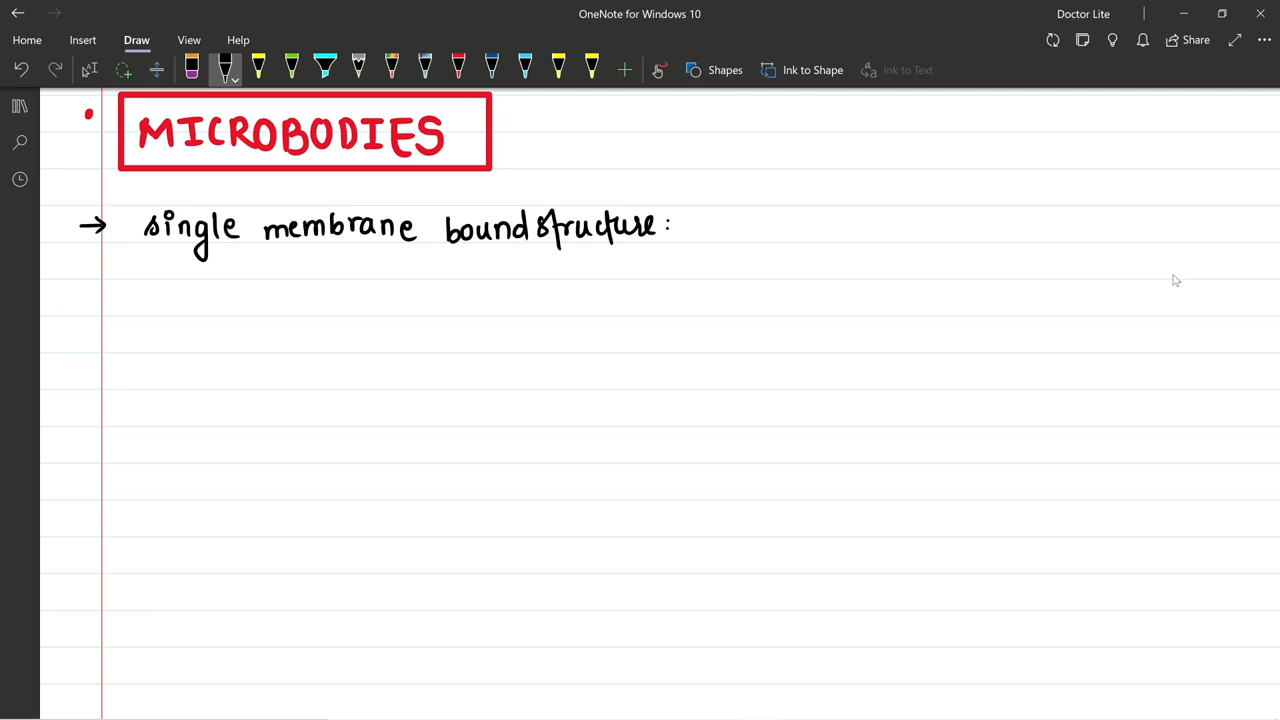 OneNote for Windows 10
Doctor Lite
Home Insert Draw View Help
Share
Shapes Ink to Shape Ink to Text
• MICROBODIES
→ single membrane bound structure: